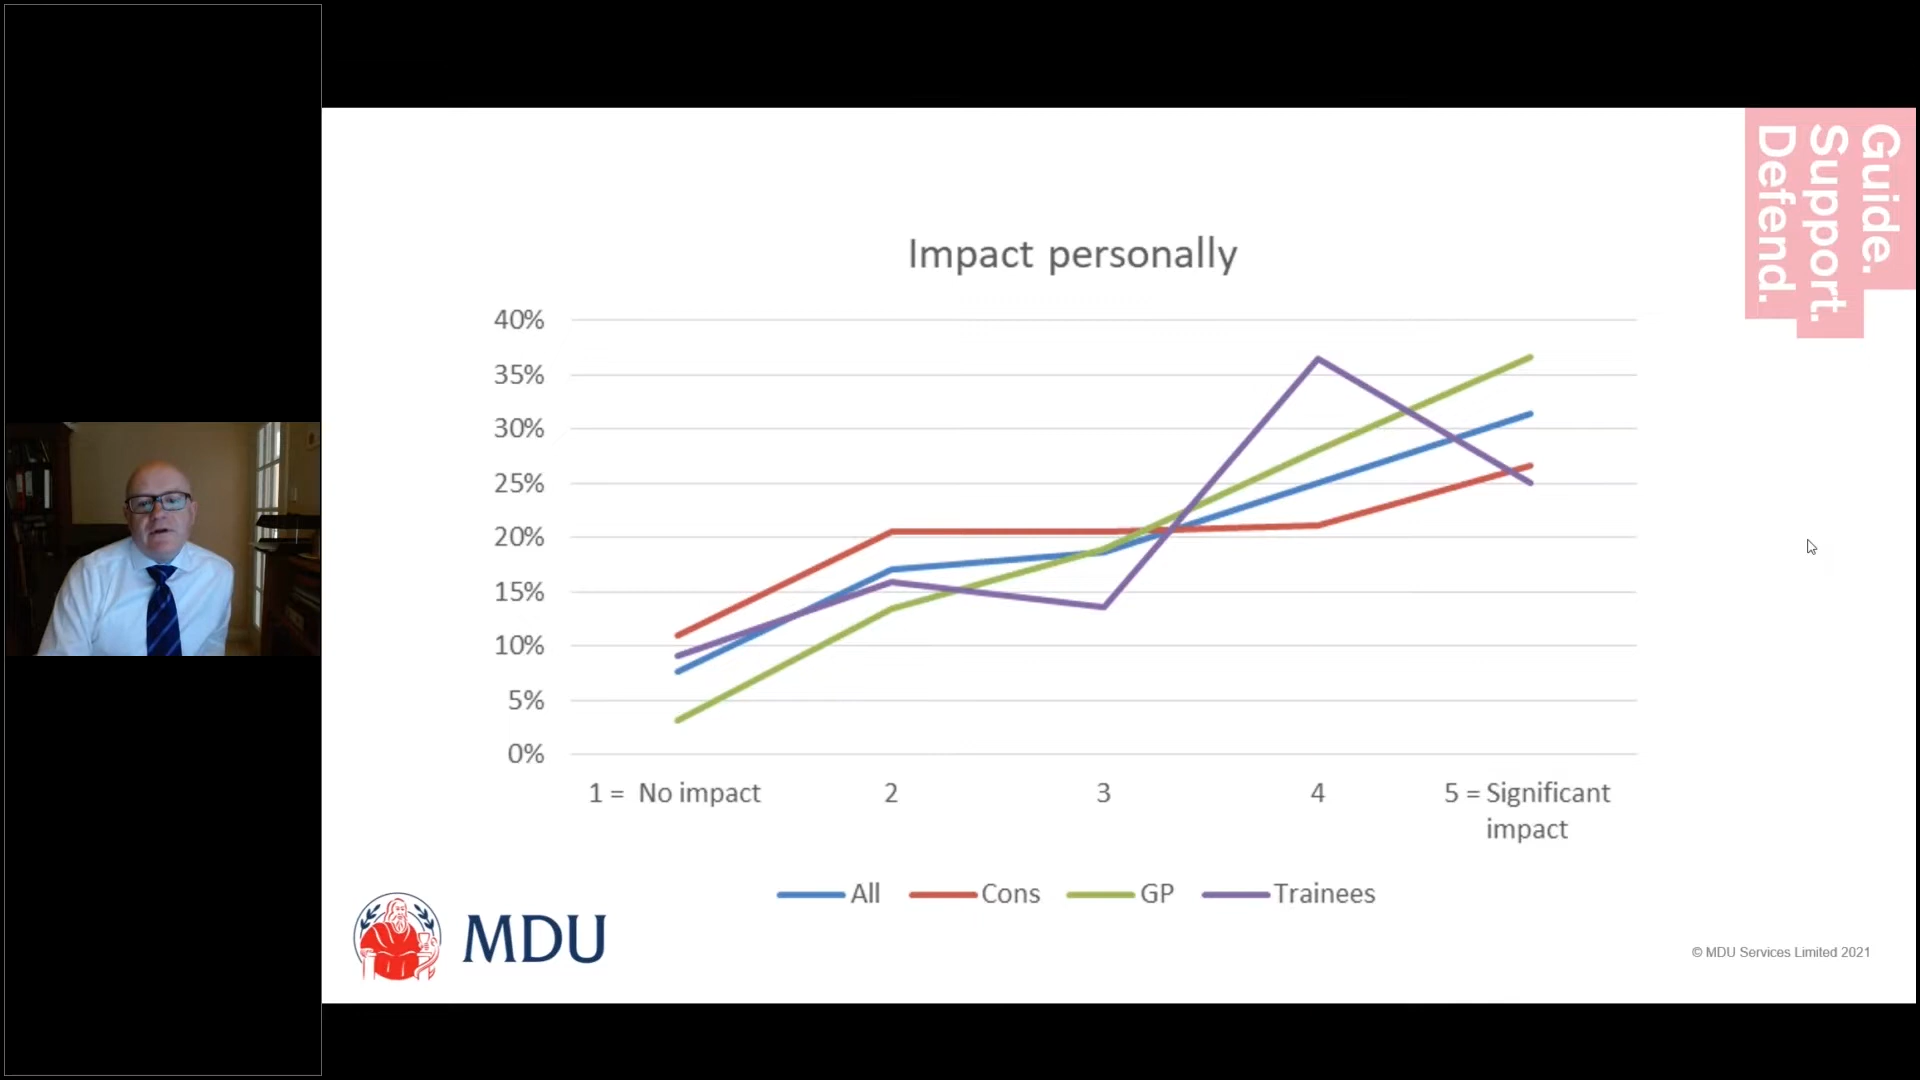 Guide.
Support.
Defend.
Impact personally
40%
35%
30%
25%
20%
15%
10%
5%
0%
1 = No impact
2
3
4
5 = Significant
impact
All
Cons
GP
Trainees
MDU
© MDU Services Limited 2021